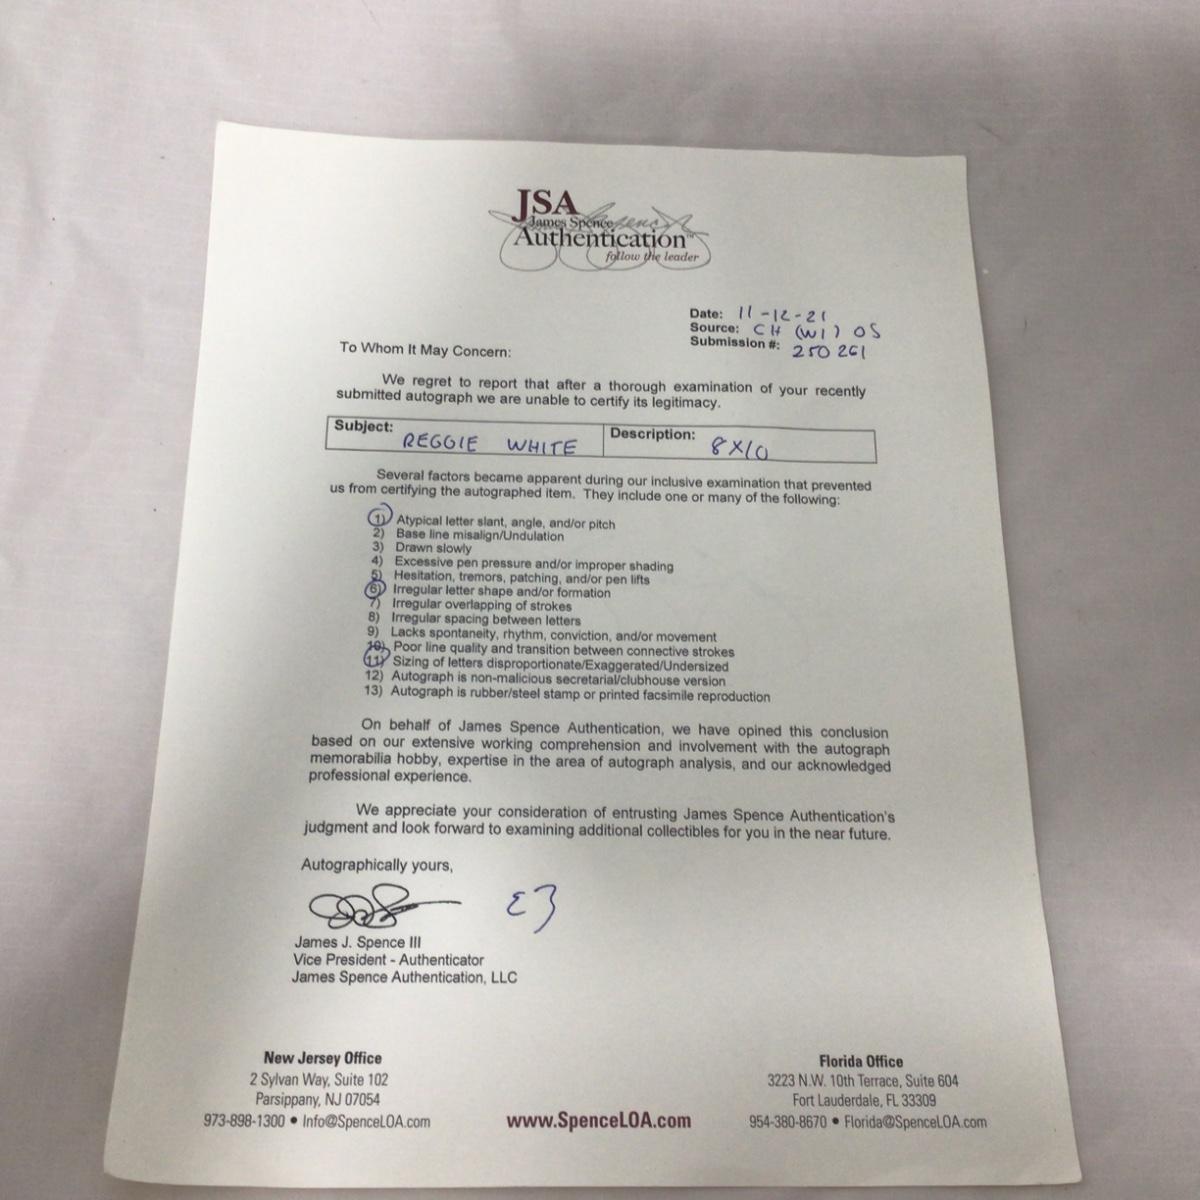 JSA
James Spence
Authentication™
follow the leader
Date: 11-12-21
Source: CH (WI) OS
Submission #: 250261
To Whom It May Concern:
We regret to report that after a thorough examination of your recently
submitted autograph we are unable to certify its legitimacy.
Subject: REGGIE WHITE Description: 8X10
Several factors became apparent during our inclusive examination that prevented
us from certifying the autographed item. They include one or many of the following:
1) Atypical letter slant, angle, and/or pitch
2) Base line misalign/Undulation
3) Drawn slowly
4) Excessive pen pressure and/or improper shading
5) Hesitation, tremors, patching, and/or pen lifts
6) Irregular letter shape and/or formation
7) Irregular overlapping of strokes
8) Irregular spacing between letters
9) Lacks spontaneity, rhythm, conviction, and/or movement
10) Poor line quality and transition between connective strokes
11) Sizing of letters disproportionate/Exaggerated/Undersized
12) Autograph is non-malicious secretarial/clubhouse version
13) Autograph is rubber/steel stamp or printed facsimile reproduction
On behalf of James Spence Authentication, we have opined this conclusion
based on our extensive working comprehension and involvement with the autograph
memorabilia hobby, expertise in the area of autograph analysis, and our acknowledged
professional experience.
We appreciate your consideration of entrusting James Spence Authentication's
judgment and look forward to examining additional collectibles for you in the near future.
Autographically yours,
James J. Spence III
Vice President - Authenticator
James Spence Authentication, LLC
New Jersey Office
2 Sylvan Way, Suite 102
Parsippany, NJ 07054
973-898-1300 • Info@SpenceLOA.com
www.SpenceLOA.com
Florida Office
3223 N.W. 10th Terrace, Suite 604
Fort Lauderdale, FL 33309
954-380-8670 • Florida@SpenceLOA.com